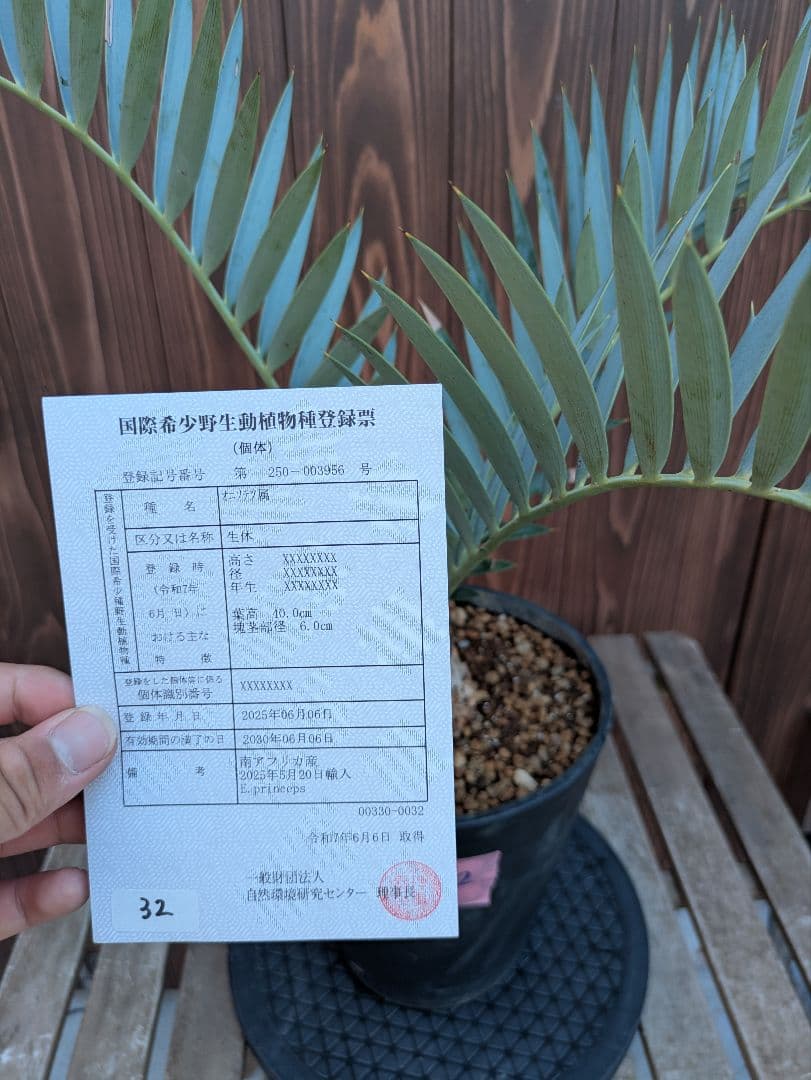 国際希少野生動植物種登録票
(個体)
登録記号番号 第 250-003956 号
登録を受けた国際希少野生動植物種
種名 ｵﾆｿﾃﾂ属
区分又は名称 生体
登録時
(令和7年
6月 日)に
おける主な
特徴
高さ XXXXXXXX
径 XXXXXXXX
年生 XXXXXXXX
葉高 40.0cm
塊茎部径 6.0cm
登録をした個体等に係る
個体識別番号 XXXXXXXX
登録年月日 2025年06月06日
有効期間の満了の日 2030年06月06日
備考
南アフリカ産
2025年5月20日輸入
E.princeps
00330-0032
令和7年6月6日 取得
一般財団法人
自然環境研究センター 理事長
32
2